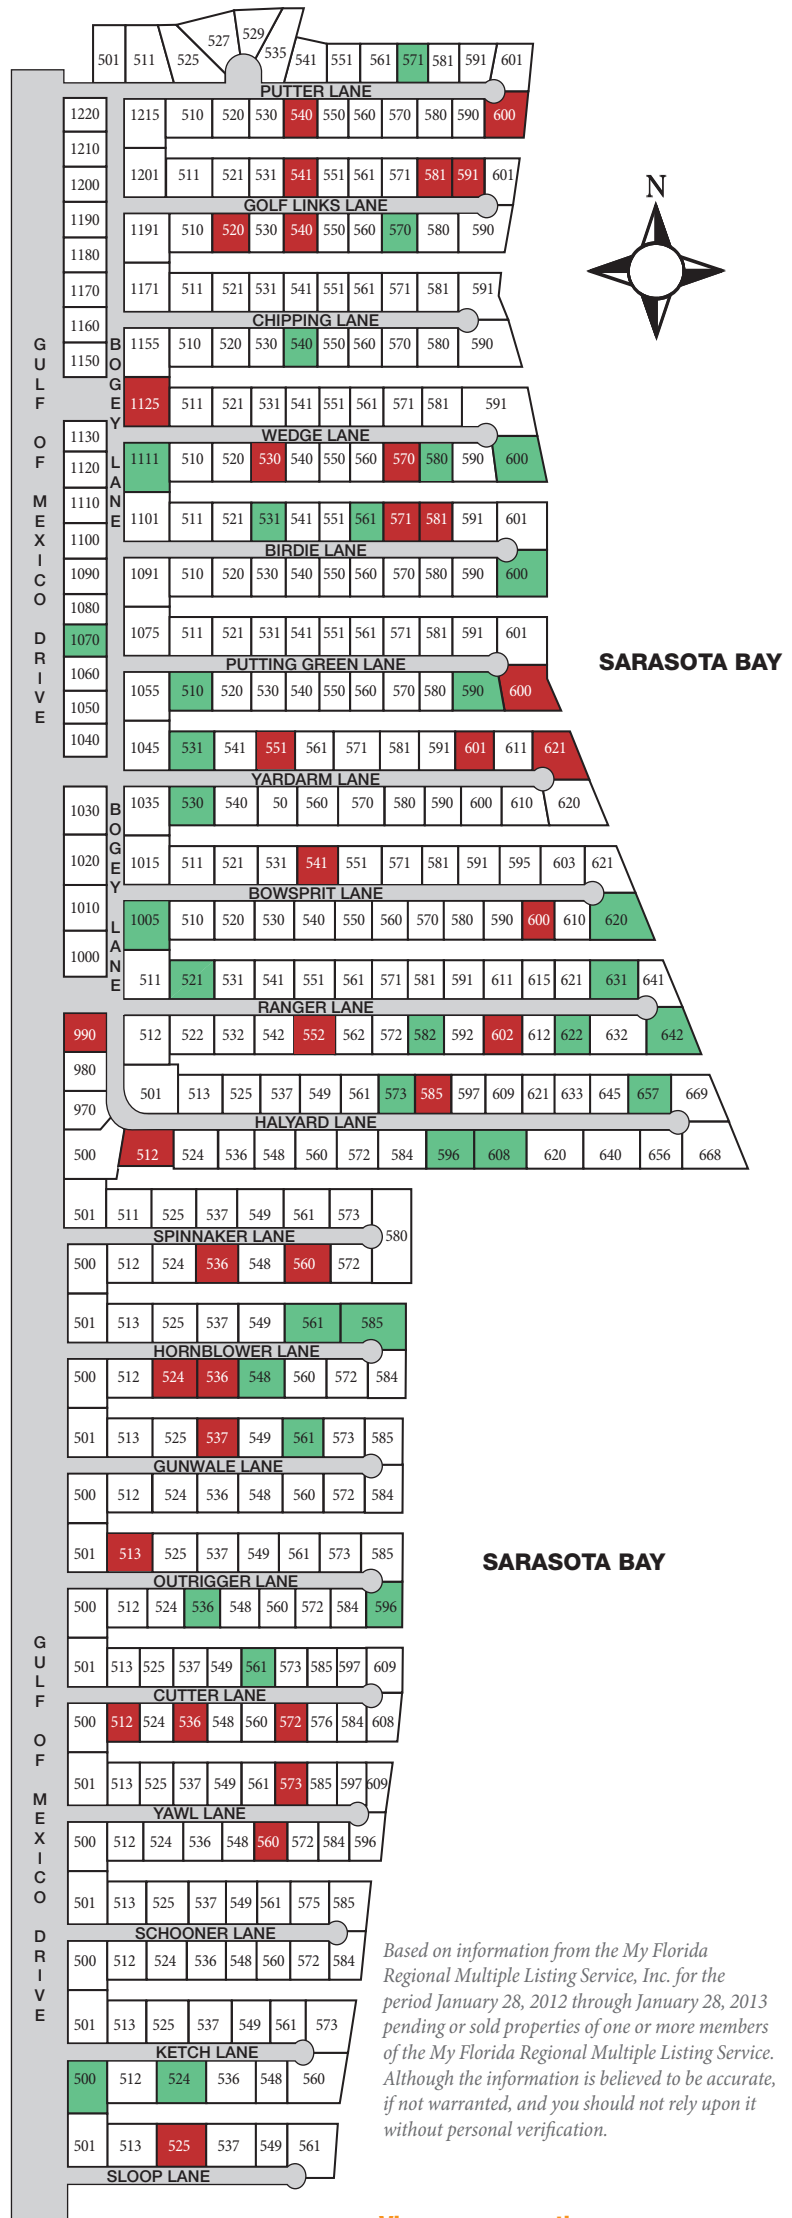 527 529
501 511 525 535 541 551 561 571 581 591 601
PUTTER LANE
1220 1215 510 520 530 540 550 560 570 580 590 600
1210
1200 1201 511 521 531 541 551 561 571 581 591 601
GOLF LINKS LANE
1190 1191 510 520 530 540 550 560 570 580 590
1180
1170 1171 511 521 531 541 551 561 571 581 591
CHIPPING LANE
1160
1150 1155 510 520 530 540 550 560 570 580 590
1125 511 521 531 541 551 561 571 581 591
WEDGE LANE
1130
1120 1111 510 520 530 540 550 560 570 580 590 600
1110
1101 511 521 531 541 551 561 571 581 591 601
1100
BIRDIE LANE
1090 1091 510 520 530 540 550 560 570 580 590 600
1080
1070 1075 511 521 531 541 551 561 571 581 591 601
PUTTING GREEN LANE
1060
1050 1055 510 520 530 540 550 560 570 580 590 600
1040 1045 531 541 551 561 571 581 591 601 611 621
YARDARM LANE
1030 1035 530 540 50 560 570 580 590 600 610 620
1020 1015 511 521 531 541 551 571 581 591 595 603 621
BOWSPRIT LANE
1010 1005 510 520 530 540 550 560 570 580 590 600 610 620
1000
511 521 531 541 551 561 571 581 591 611 615 621 631 641
RANGER LANE
990 512 522 532 542 552 562 572 582 592 602 612 622 632 642
980
970 501 513 525 537 549 561 573 585 597 609 621 633 645 657 669
HALYARD LANE
500 512 524 536 548 560 572 584 596 608 620 640 656 668
501 511 525 537 549 561 573 580
SPINNAKER LANE
500 512 524 536 548 560 572
501 513 525 537 549 561 585
HORNBLOWER LANE
500 512 524 536 548 560 572 584
501 513 525 537 549 561 573 585
GUNWALE LANE
500 512 524 536 548 560 572 584
501 513 525 537 549 561 573 585
OUTRIGGER LANE
500 512 524 536 548 560 572 584 596
501 513 525 537 549 561 573 585 597 609
CUTTER LANE
500 512 524 536 548 560 572 576 584 608
501 513 525 537 549 561 573 585 597 609
YAWL LANE
500 512 524 536 548 560 572 584 596
501 513 525 537 549 561 575 585
SCHOONER LANE
500 512 524 536 548 560 572 584
501 513 525 537 549 561 573
KETCH LANE
500 512 524 536 548 560
501 513 525 537 549 561
SLOOP LANE
GULF OF MEXICO DRIVE
BOGEY LANE
BOGEY LANE
GULF OF MEXICO DRIVE
N
SARASOTA BAY
SARASOTA BAY
Based on information from the My Florida
Regional Multiple Listing Service, Inc. for the
period January 28, 2012 through January 28, 2013
pending or sold properties of one or more members
of the My Florida Regional Multiple Listing Service.
Although the information is believed to be accurate,
if not warranted, and you should not rely upon it
without personal verification.